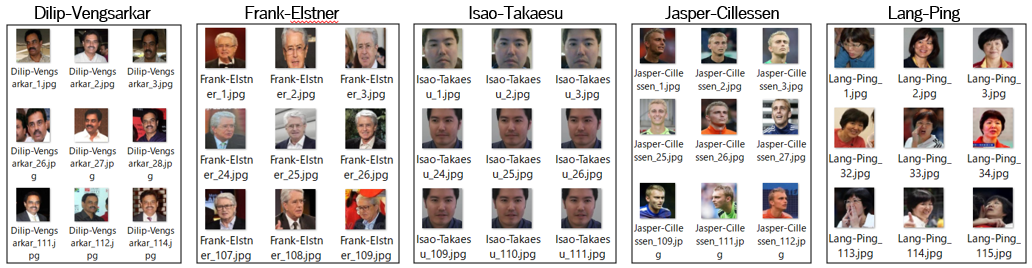 Dilip-Vengsarkar
Frank-Elstner
Isao-Takaesu
Jasper-Cillessen
Lang-Ping
Dilip-Vengs
arkar_1.jpg
Dilip-Vengs
arkar_2.jpg
Dilip-Vengs
arkar_3.jpg
Dilip-Vengs
arkar_26.jp
g
Dilip-Vengs
arkar_27.jp
g
Dilip-Vengs
arkar_28.jp
g
Dilip-Vengs
arkar_111.j
pg
Dilip-Vengs
arkar_112.j
pg
Dilip-Vengs
arkar_114.j
pg
Frank-Elstn
er_1.jpg
Frank-Elstn
er_2.jpg
Frank-Elstn
er_3.jpg
Frank-Elstn
er_24.jpg
Frank-Elstn
er_25.jpg
Frank-Elstn
er_26.jpg
Frank-Elstn
er_107.jpg
Frank-Elstn
er_108.jpg
Frank-Elstn
er_109.jpg
Isao-Takaes
u_1.jpg
Isao-Takaes
u_2.jpg
Isao-Takaes
u_3.jpg
Isao-Takaes
u_24.jpg
Isao-Takaes
u_25.jpg
Isao-Takaes
u_26.jpg
Isao-Takaes
u_109.jpg
Isao-Takaes
u_110.jpg
Isao-Takaes
u_111.jpg
Jasper-Cille
ssen_1.jpg
Jasper-Cille
ssen_2.jpg
Jasper-Cille
ssen_3.jpg
Jasper-Cille
ssen_25.jpg
Jasper-Cille
ssen_26.jpg
Jasper-Cille
ssen_27.jpg
Jasper-Cille
ssen_109.jp
g
Jasper-Cille
ssen_111.jp
g
Jasper-Cille
ssen_112.jp
g
Lang-Ping_
1.jpg
Lang-Ping_
2.jpg
Lang-Ping_
3.jpg
Lang-Ping_
32.jpg
Lang-Ping_
33.jpg
Lang-Ping_
34.jpg
Lang-Ping_
113.jpg
Lang-Ping_
114.jpg
Lang-Ping_
115.jpg